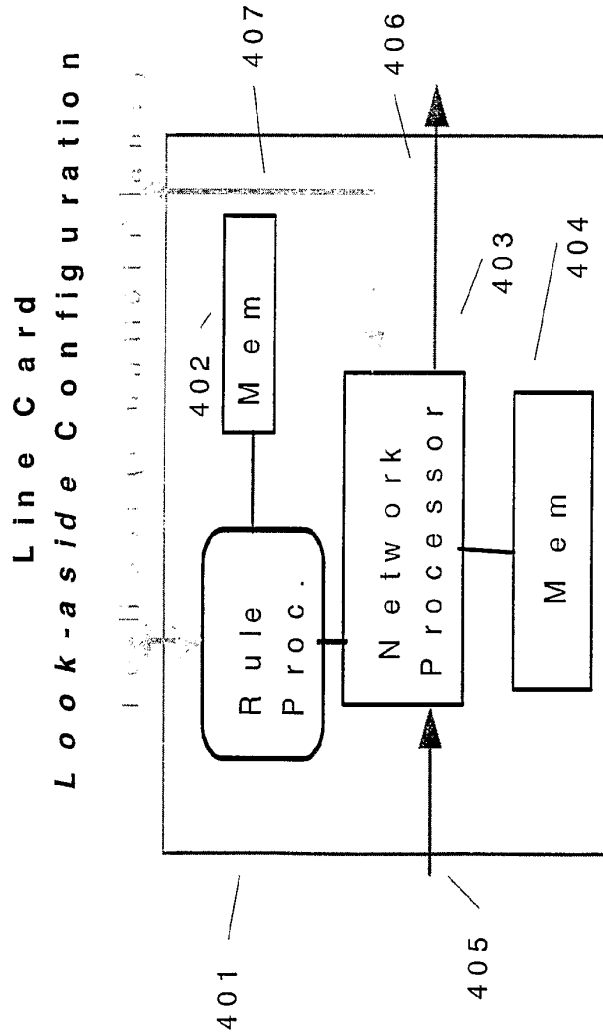 Line Card
Look-aside Configuration
407
402
Mem
406
Rule
Proc.
401
Network
Processor
403
405
Mem
404